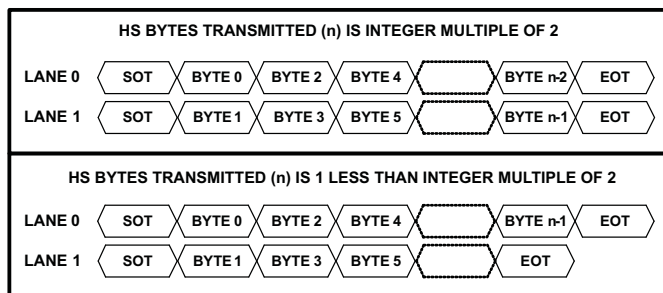 HS BYTES TRANSMITTED (n) IS INTEGER MULTIPLE OF 2
LANE 0 SOT BYTE 0 BYTE 2 BYTE 4 BYTE n-2 EOT
LANE 1 SOT BYTE 1 BYTE 3 BYTE 5 BYTE n-1 EOT
HS BYTES TRANSMITTED (n) IS 1 LESS THAN INTEGER MULTIPLE OF 2
LANE 0 SOT BYTE 0 BYTE 2 BYTE 4 BYTE n-1 EOT
LANE 1 SOT BYTE 1 BYTE 3 BYTE 5 EOT